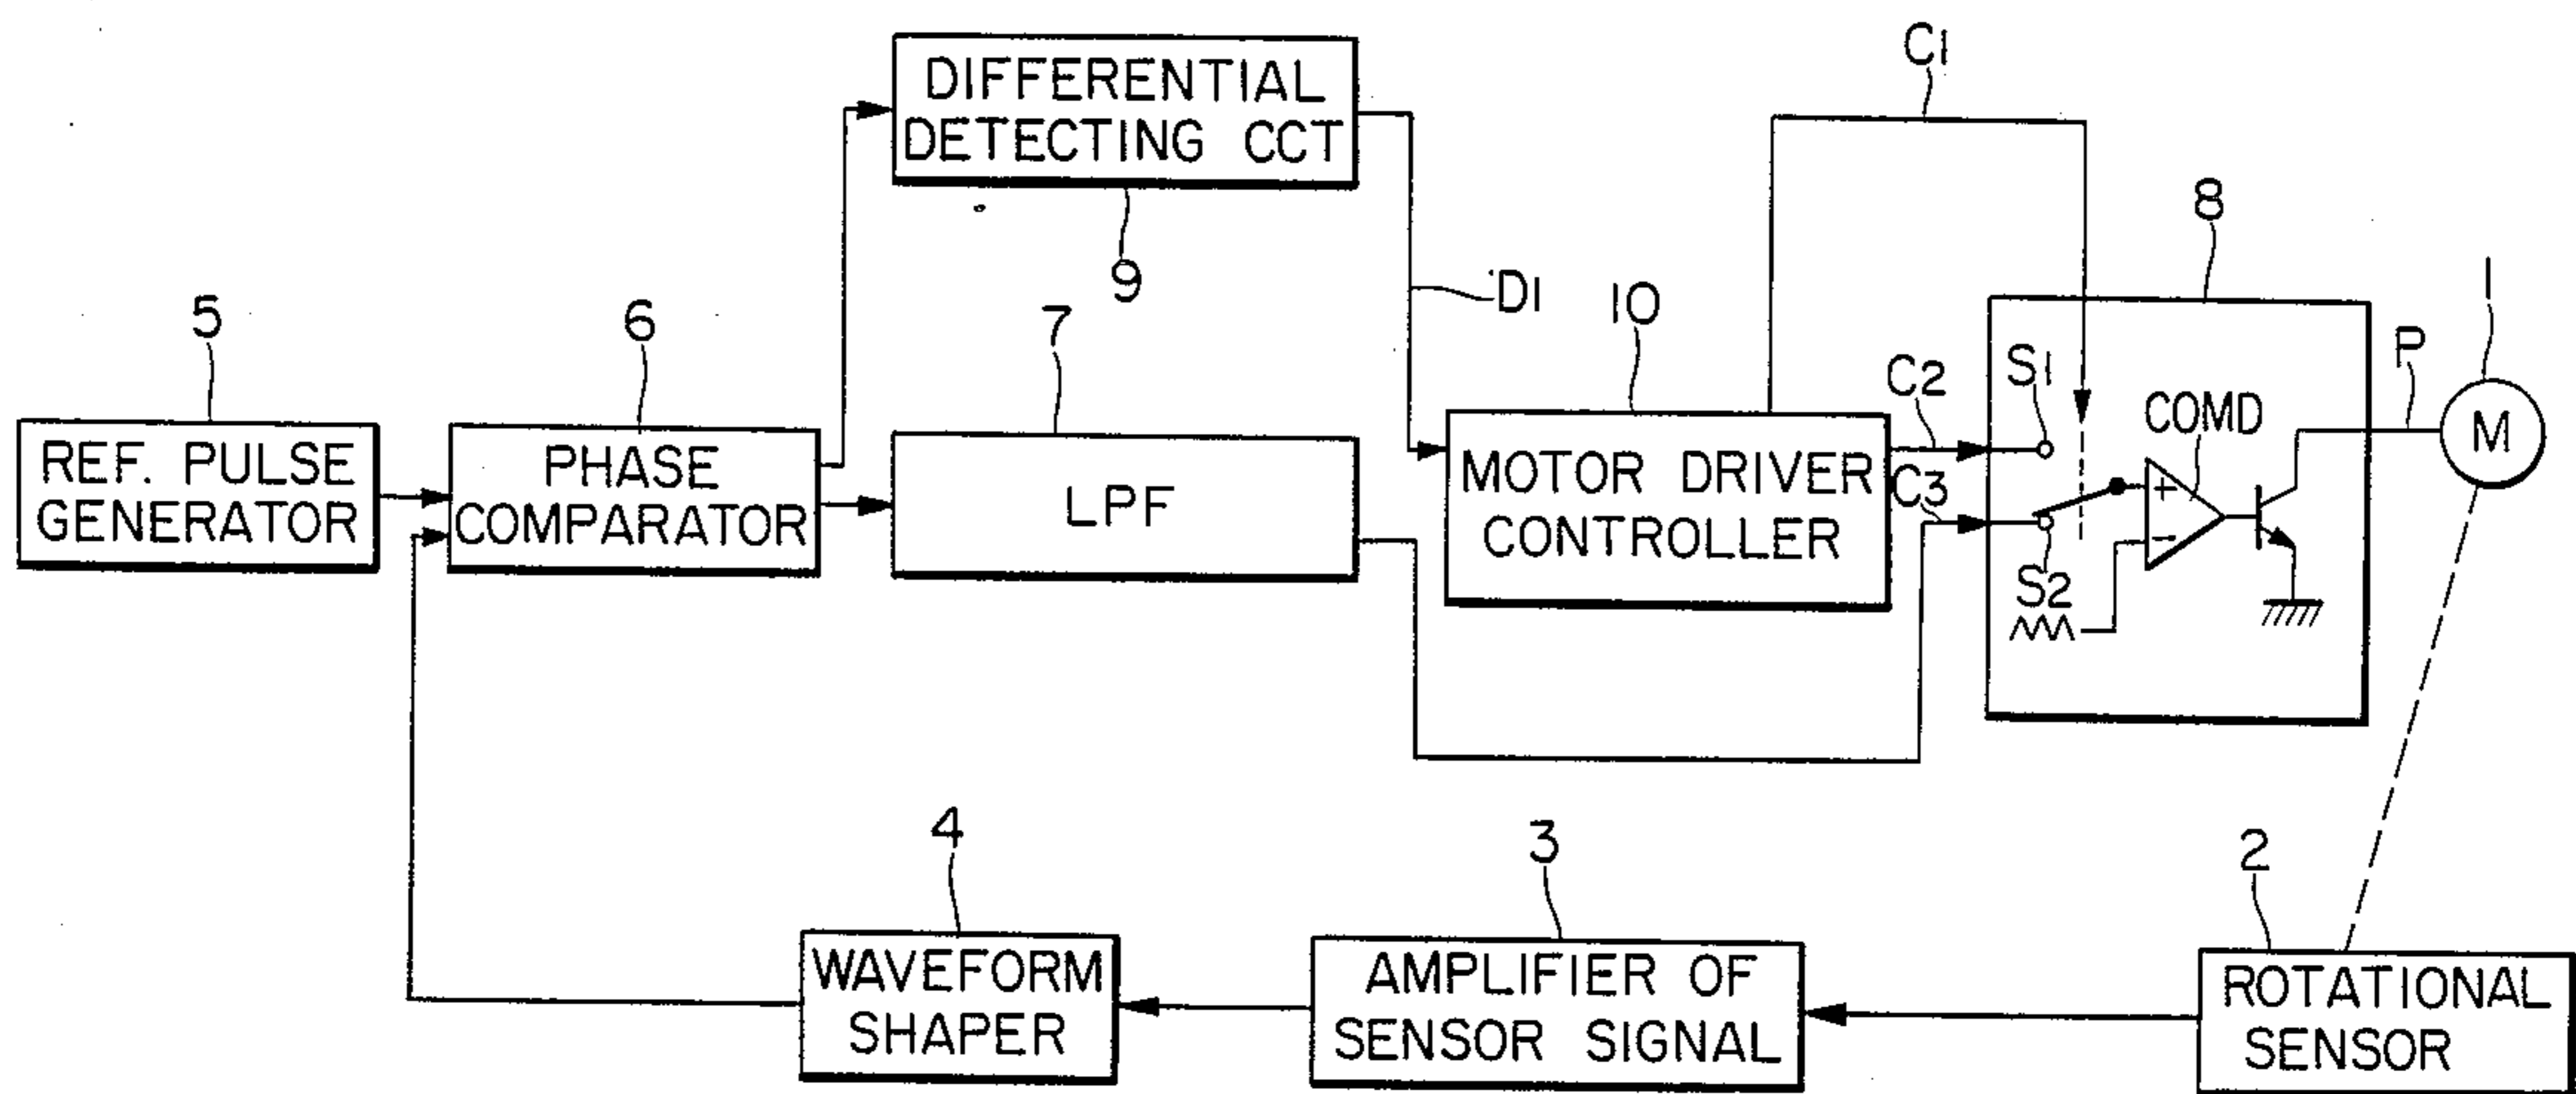 C1
DIFFERENTIAL
DETECTING CCT
9
D1
8
1
5
6
7
10
P
C2
S1
COMD
M
REF. PULSE
GENERATOR
PHASE
COMPARATOR
LPF
MOTOR DRIVER
CONTROLLER
C3
+
−
S2
4
3
2
WAVEFORM
SHAPER
AMPLIFIER OF
SENSOR SIGNAL
ROTATIONAL
SENSOR